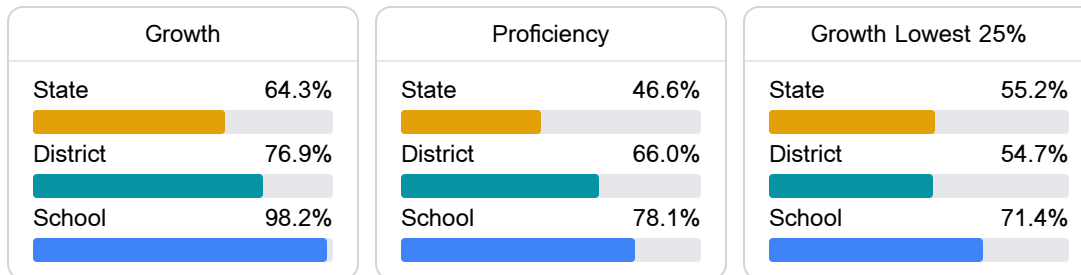 Growth
State 64.3%
District 76.9%
School 98.2%
Proficiency
State 46.6%
District 66.0%
School 78.1%
Growth Lowest 25%
State 55.2%
District 54.7%
School 71.4%